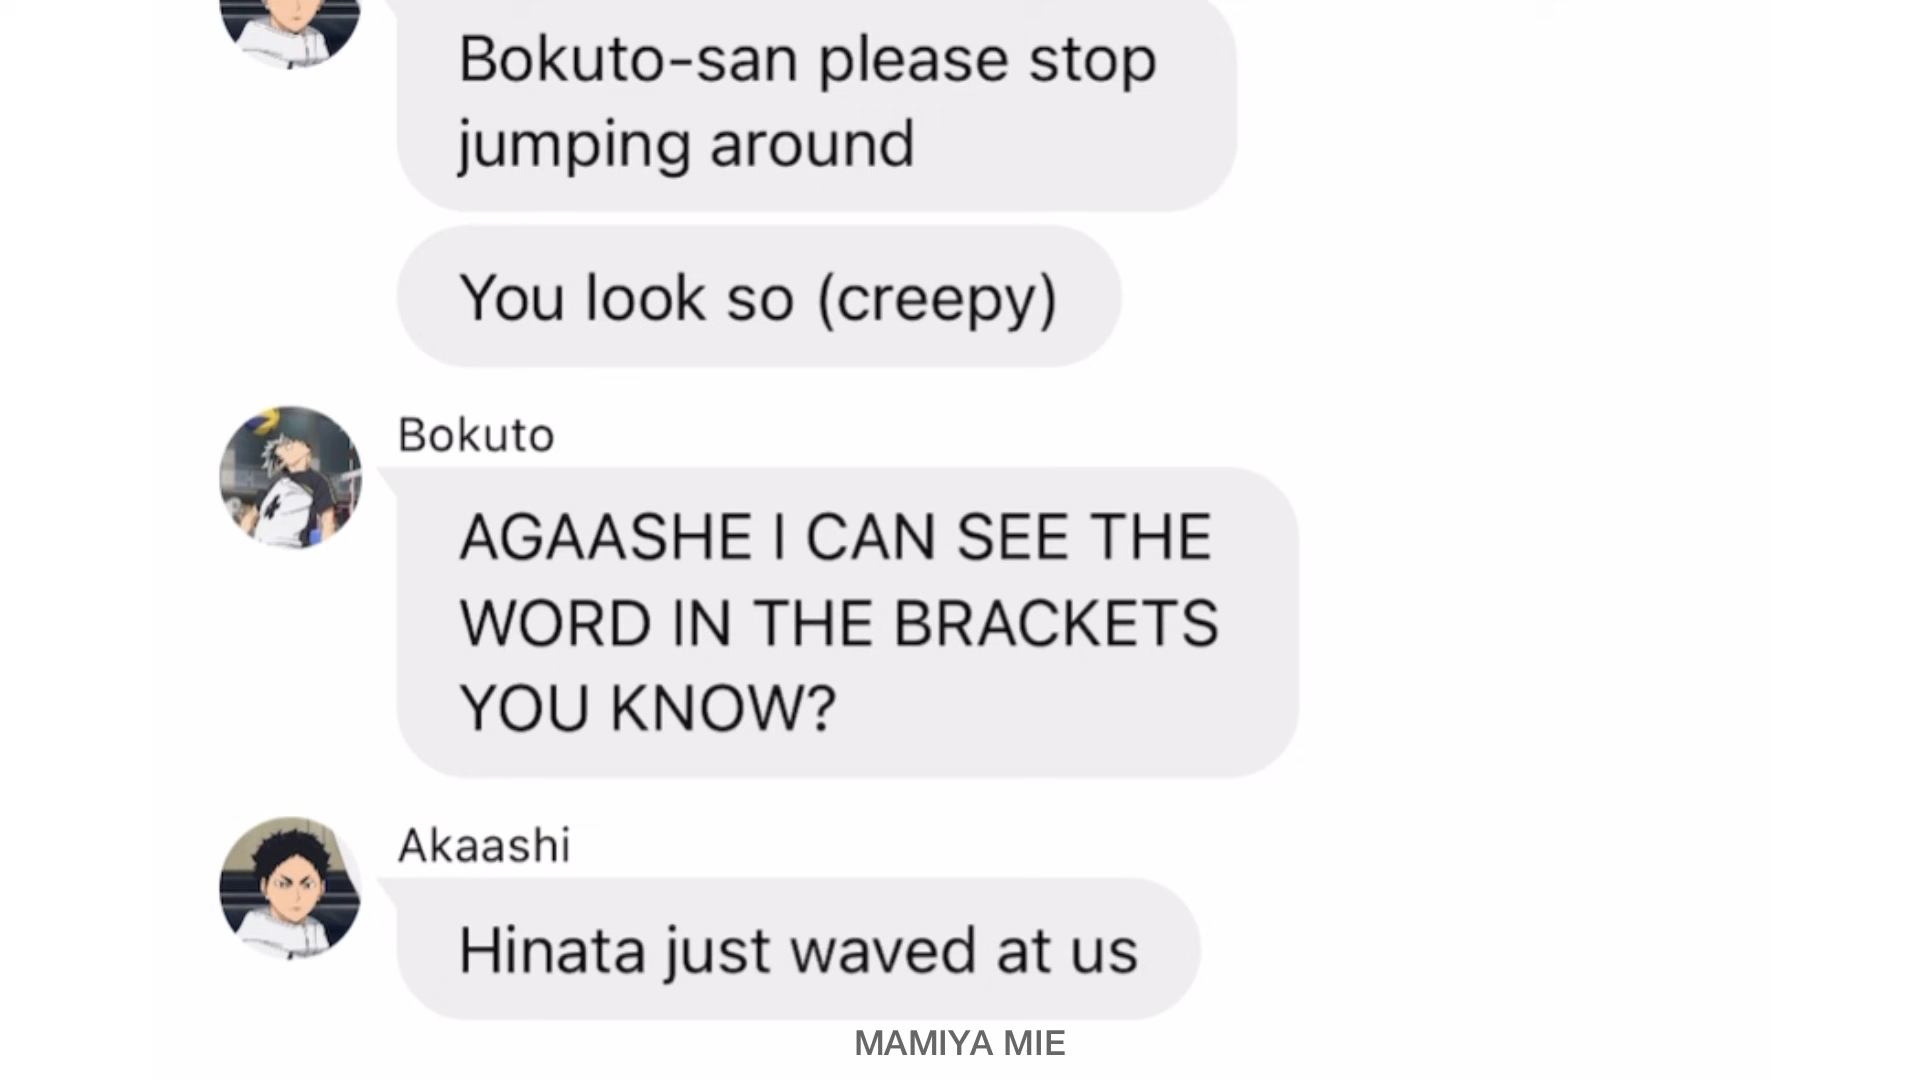 Bokuto-san please stop
jumping around
You look so (creepy)
Bokuto
AGAASHE I CAN SEE THE
WORD IN THE BRACKETS
YOU KNOW?
Akaashi
Hinata just waved at us
MAMIYA MIE